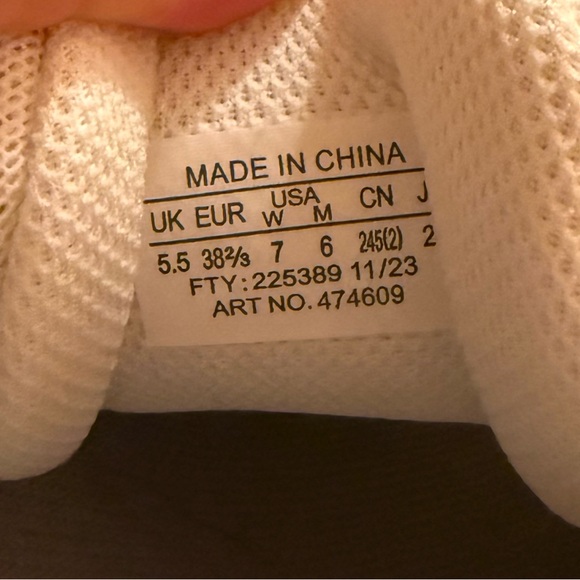 MADE IN CHINA
UK EUR USA W M CN J
5.5 38⅔ 7 6 245(2) 2
FTY: 225389 11/23
ART NO. 474609